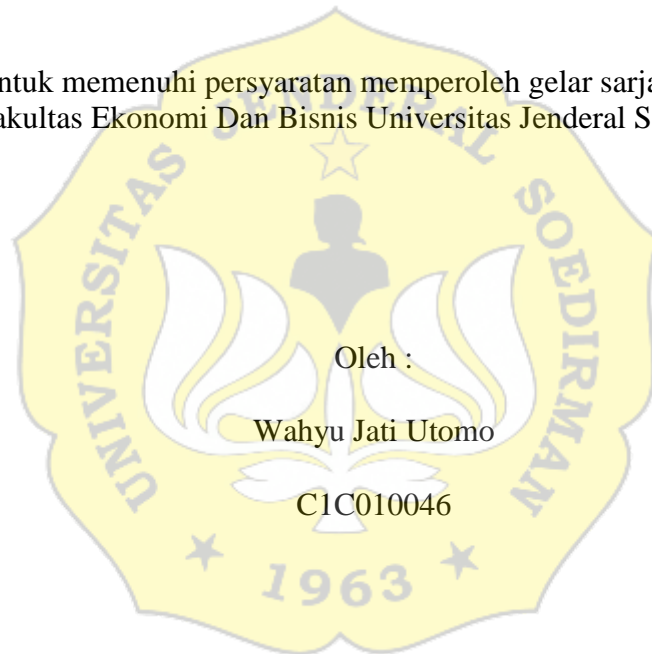 ntuk memenuhi persyaratan memperoleh gelar sarja
akultas Ekonomi Dan Bisnis Universitas Jenderal S
UNIVERSITAS JENDERAL SOEDIRMAN
Oleh :
Wahyu Jati Utomo
C1C010046
1963